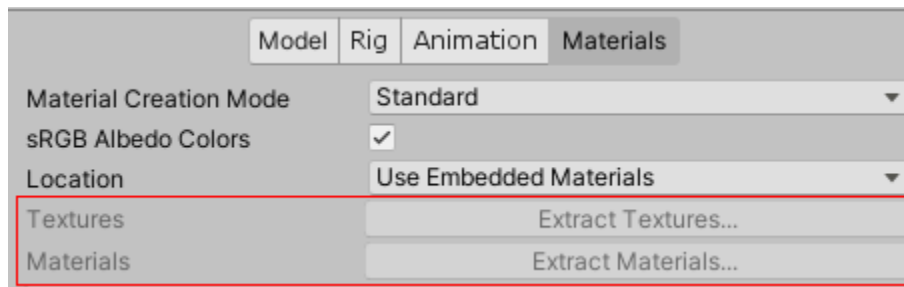 Model Rig Animation Materials
Material Creation Mode Standard
sRGB Albedo Colors
Location Use Embedded Materials
Textures Extract Textures...
Materials Extract Materials...